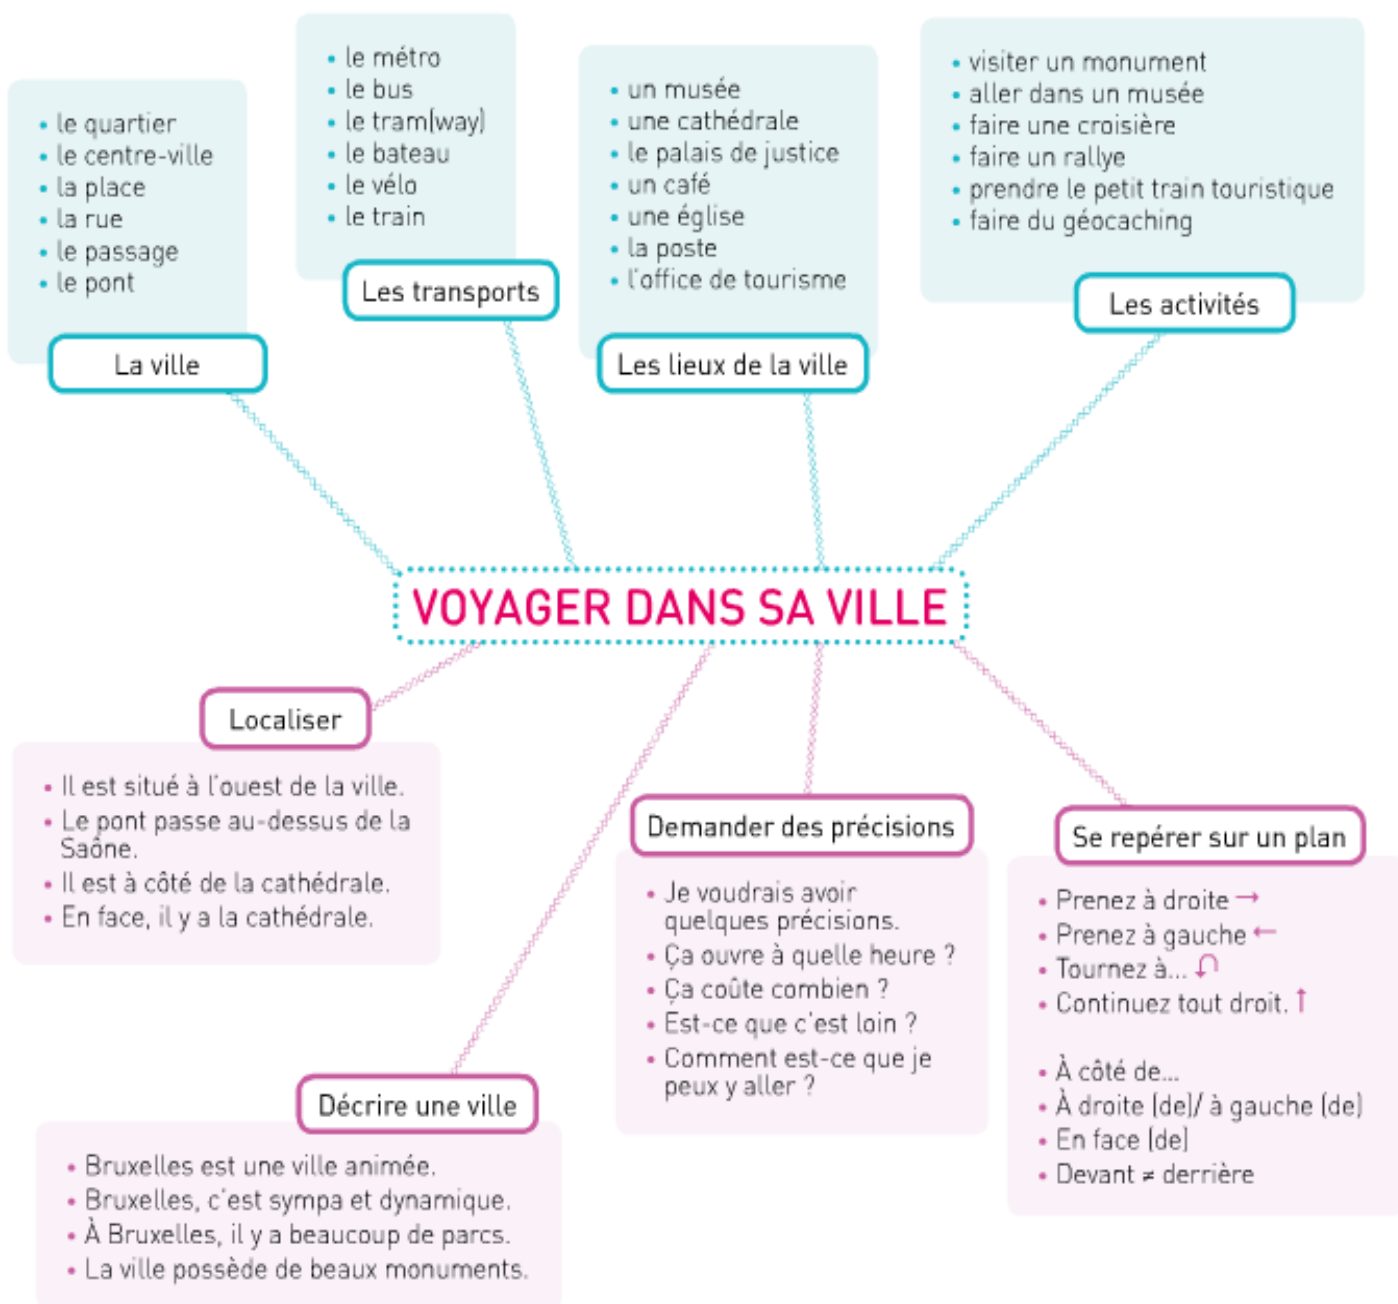 • le quartier
• le centre-ville
• la place
• la rue
• le passage
• le pont
La ville
• le métro
• le bus
• le tram(way)
• le bateau
• le vélo
• le train
Les transports
• un musée
• une cathédrale
• le palais de justice
• un café
• une église
• la poste
• l'office de tourisme
Les lieux de la ville
• visiter un monument
• aller dans un musée
• faire une croisière
• faire un rallye
• prendre le petit train touristique
• faire du géocaching
Les activités
VOYAGER DANS SA VILLE
Localiser
• Il est situé à l'ouest de la ville.
• Le pont passe au-dessus de la
Saône.
• Il est à côté de la cathédrale.
• En face, il y a la cathédrale.
Décrire une ville
• Bruxelles est une ville animée.
• Bruxelles, c'est sympa et dynamique.
• À Bruxelles, il y a beaucoup de parcs.
• La ville possède de beaux monuments.
Demander des précisions
• Je voudrais avoir
quelques précisions.
• Ça ouvre à quelle heure ?
• Ça coûte combien ?
• Est-ce que c'est loin ?
• Comment est-ce que je
peux y aller ?
Se repérer sur un plan
• Prenez à droite →
• Prenez à gauche ←
• Tournez à...
• Continuez tout droit. ↑
• À côté de...
• À droite (de)/ à gauche (de)
• En face (de)
• Devant ≠ derrière